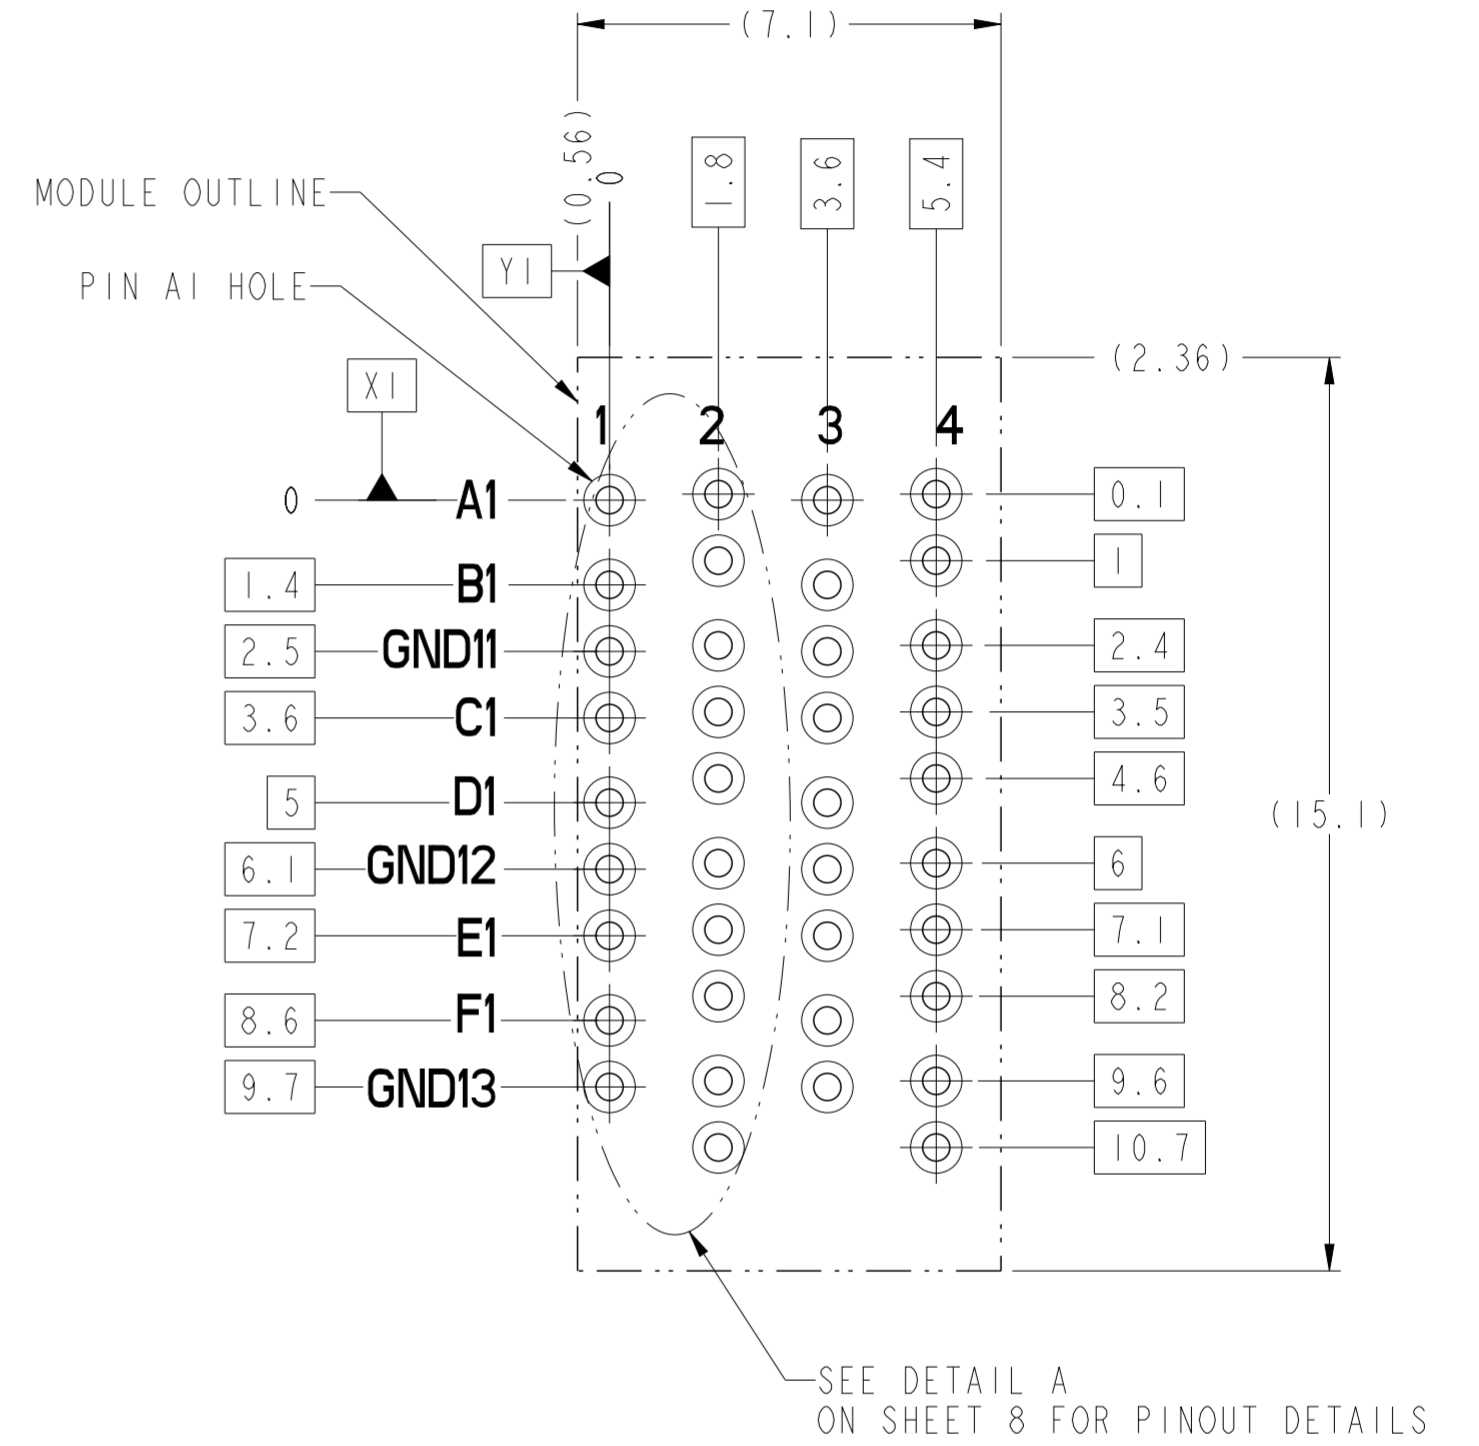 (7.1)
(0.56)
0
1.8
3.6
5.4
MODULE OUTLINE
Y1
PIN A1 HOLE
(2.36)
X1
1 2 3 4
0 A1 0.1
1
1.4 B1
2.5 GND11 2.4
3.6 C1 3.5
4.6
5 D1
(15.1)
6.1 GND12 6
7.2 E1 7.1
8.2
8.6 F1
9.7 GND13 9.6
10.7
SEE DETAIL A
ON SHEET 8 FOR PINOUT DETAILS